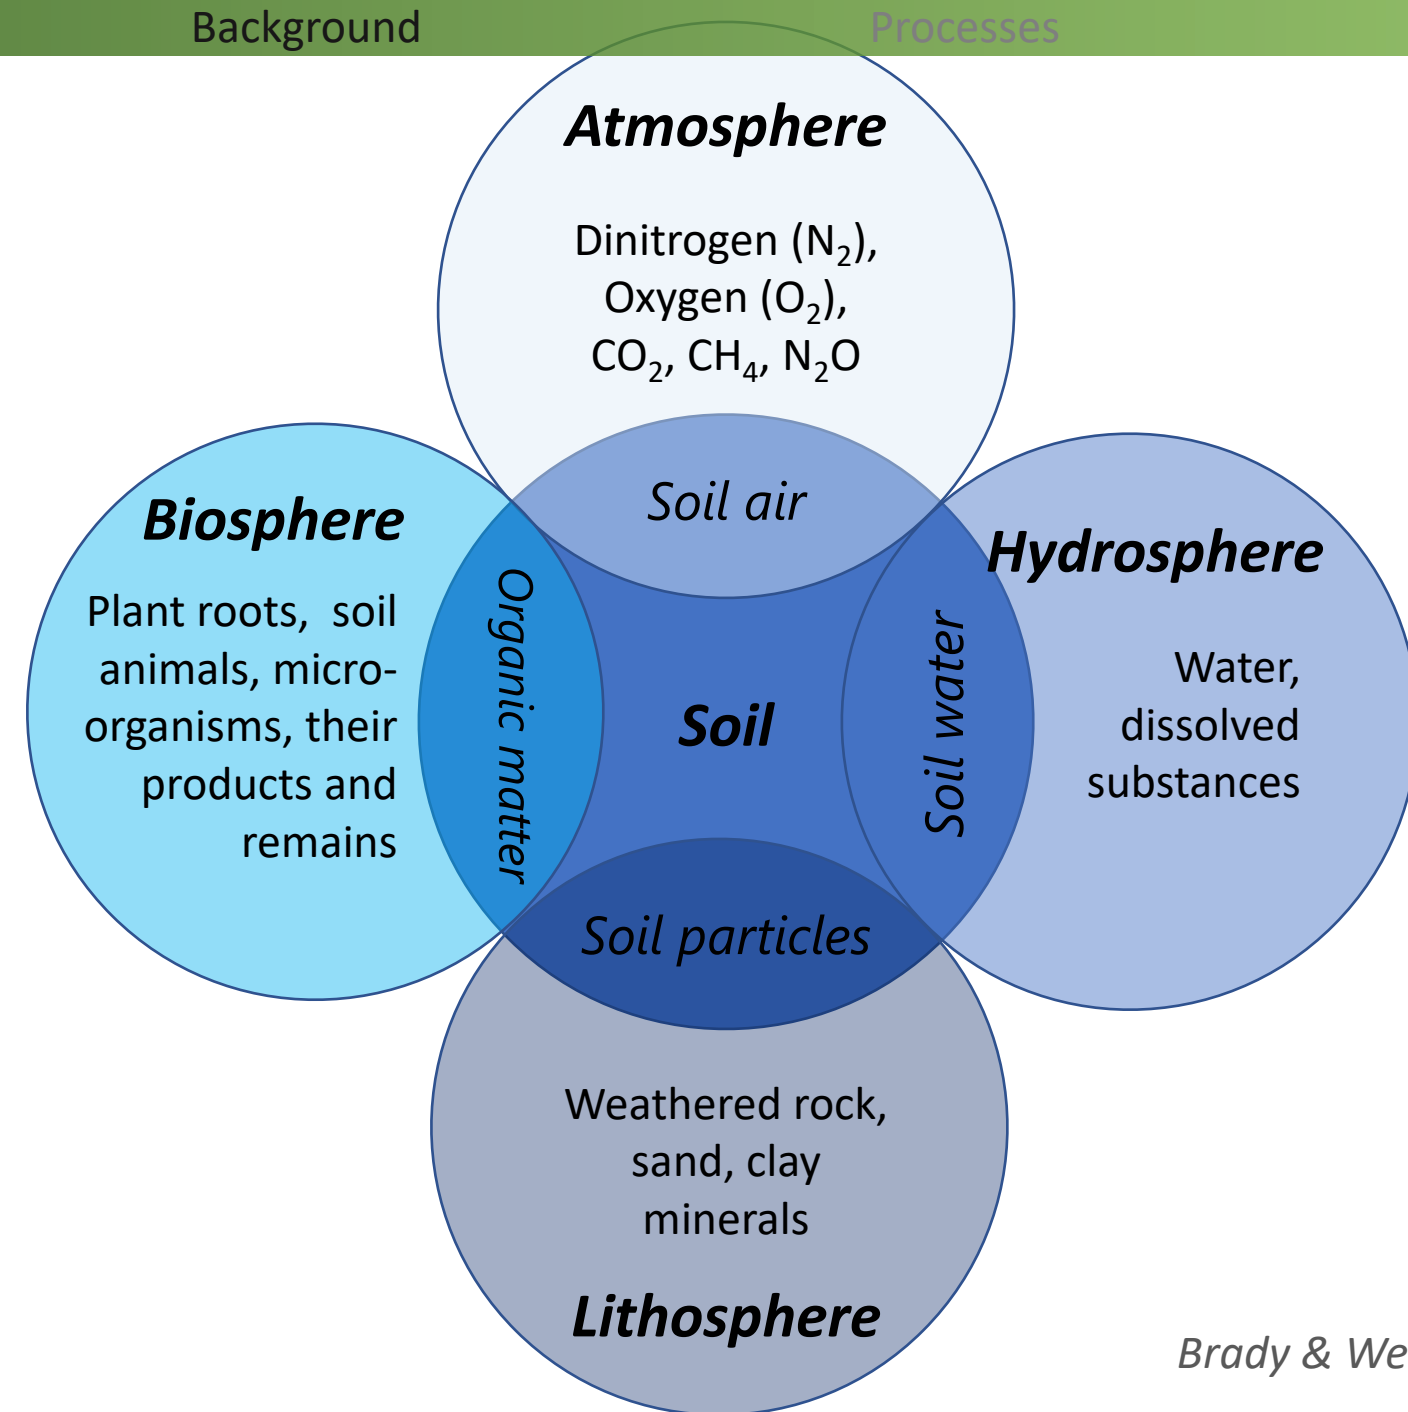 Background
Processes
Atmosphere
Dinitrogen (N₂),
Oxygen (O₂),
CO₂, CH₄, N₂O
Soil air
Biosphere
Plant roots, soil
animals, micro-
organisms, their
products and
remains
Organic matter
Soil
Soil water
Hydrosphere
Water,
dissolved
substances
Soil particles
Weathered rock,
sand, clay
minerals
Lithosphere
Brady & We